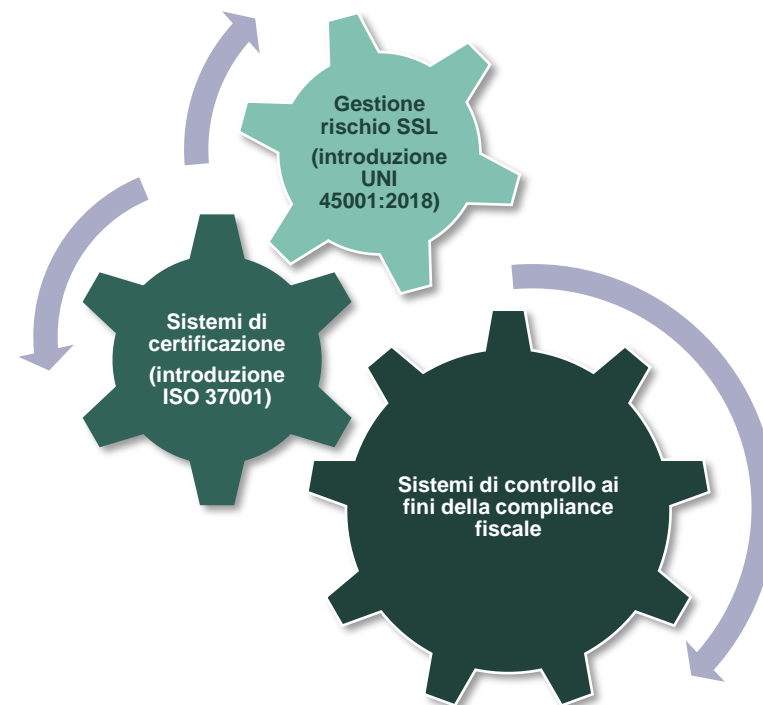 Gestione
rischio SSL
(introduzione
UNI
45001:2018)
Sistemi di
certificazione
(introduzione
ISO 37001)
Sistemi di controllo ai
fini della compliance
fiscale